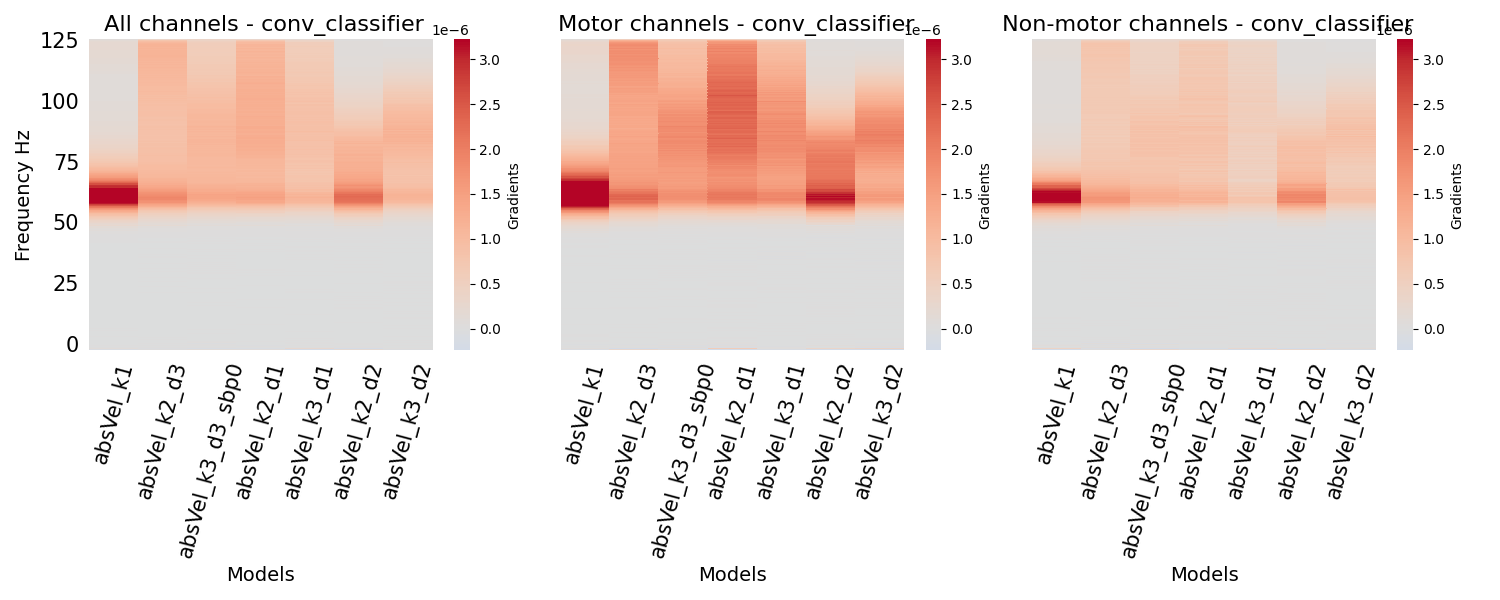 All channels - conv_classifier
Motor channels - conv_classifier
Non-motor channels - conv_classifier
1e−6
1e−6
1e−6
Frequency Hz
125
100
75
50
25
0
3.0
2.5
2.0
1.5
1.0
0.5
0.0
Gradients
3.0
2.5
2.0
1.5
1.0
0.5
0.0
Gradients
3.0
2.5
2.0
1.5
1.0
0.5
0.0
Gradients
absVel_k1
absVel_k2_d3
absVel_k3_d3_sbp0
absVel_k2_d1
absVel_k3_d1
absVel_k2_d2
absVel_k3_d2
absVel_k1
absVel_k2_d3
absVel_k3_d3_sbp0
absVel_k2_d1
absVel_k3_d1
absVel_k2_d2
absVel_k3_d2
absVel_k1
absVel_k2_d3
absVel_k3_d3_sbp0
absVel_k2_d1
absVel_k3_d1
absVel_k2_d2
absVel_k3_d2
Models
Models
Models